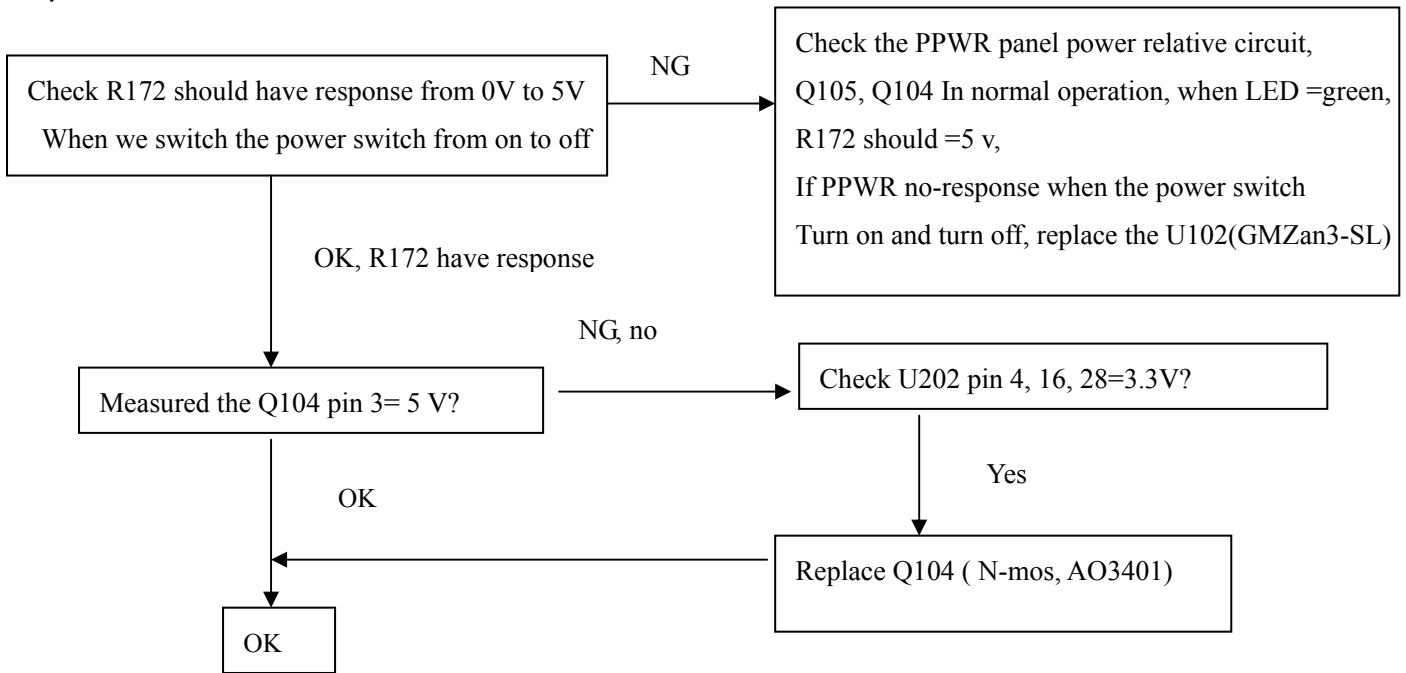 Check R172 should have response from 0V to 5V
When we switch the power switch from on to off
NG
Check the PPWR panel power relative circuit,
Q105, Q104 In normal operation, when LED =green,
R172 should =5 v,
If PPWR no-response when the power switch
Turn on and turn off, replace the U102(GMZan3-SL)
OK, R172 have response
NG, no
Measured the Q104 pin 3= 5 V?
Check U202 pin 4, 16, 28=3.3V?
Yes
OK
Replace Q104 ( N-mos, AO3401)
OK